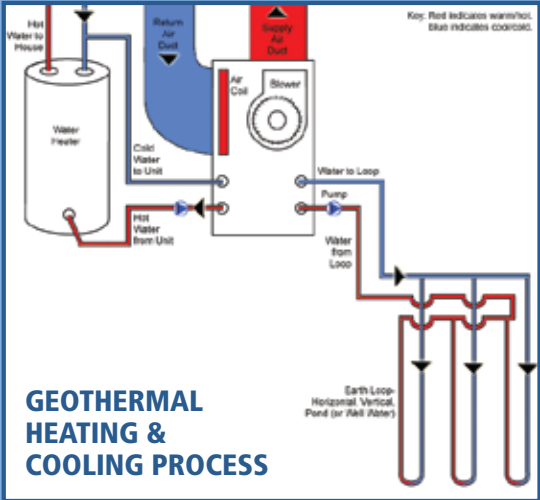 Hot
Water to
House
Return
Air
Duct
Supply
Air
Duct
Key: Red indicates warm/hot,
blue indicates cool/cold.
Air
Coil
Blower
Water
Heater
Cold
Water
to Unit
Water to Loop
Pump
Hot
Water
from Unit
Water
from
Loop
Earth Loop-
Horizontal, Vertical,
Pond (or Well Water)
GEOTHERMAL
HEATING &
COOLING PROCESS